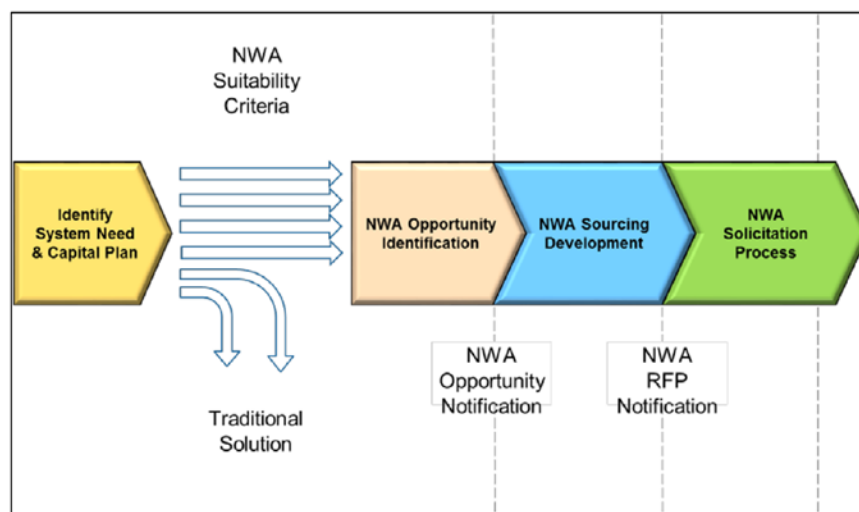 NWA
Suitability
Criteria
Identify
System Need
& Capital Plan
NWA Opportunity
Identification
NWA Sourcing
Development
NWA
Solicitation
Process
NWA
Opportunity
Notification
NWA
RFP
Notification
Traditional
Solution